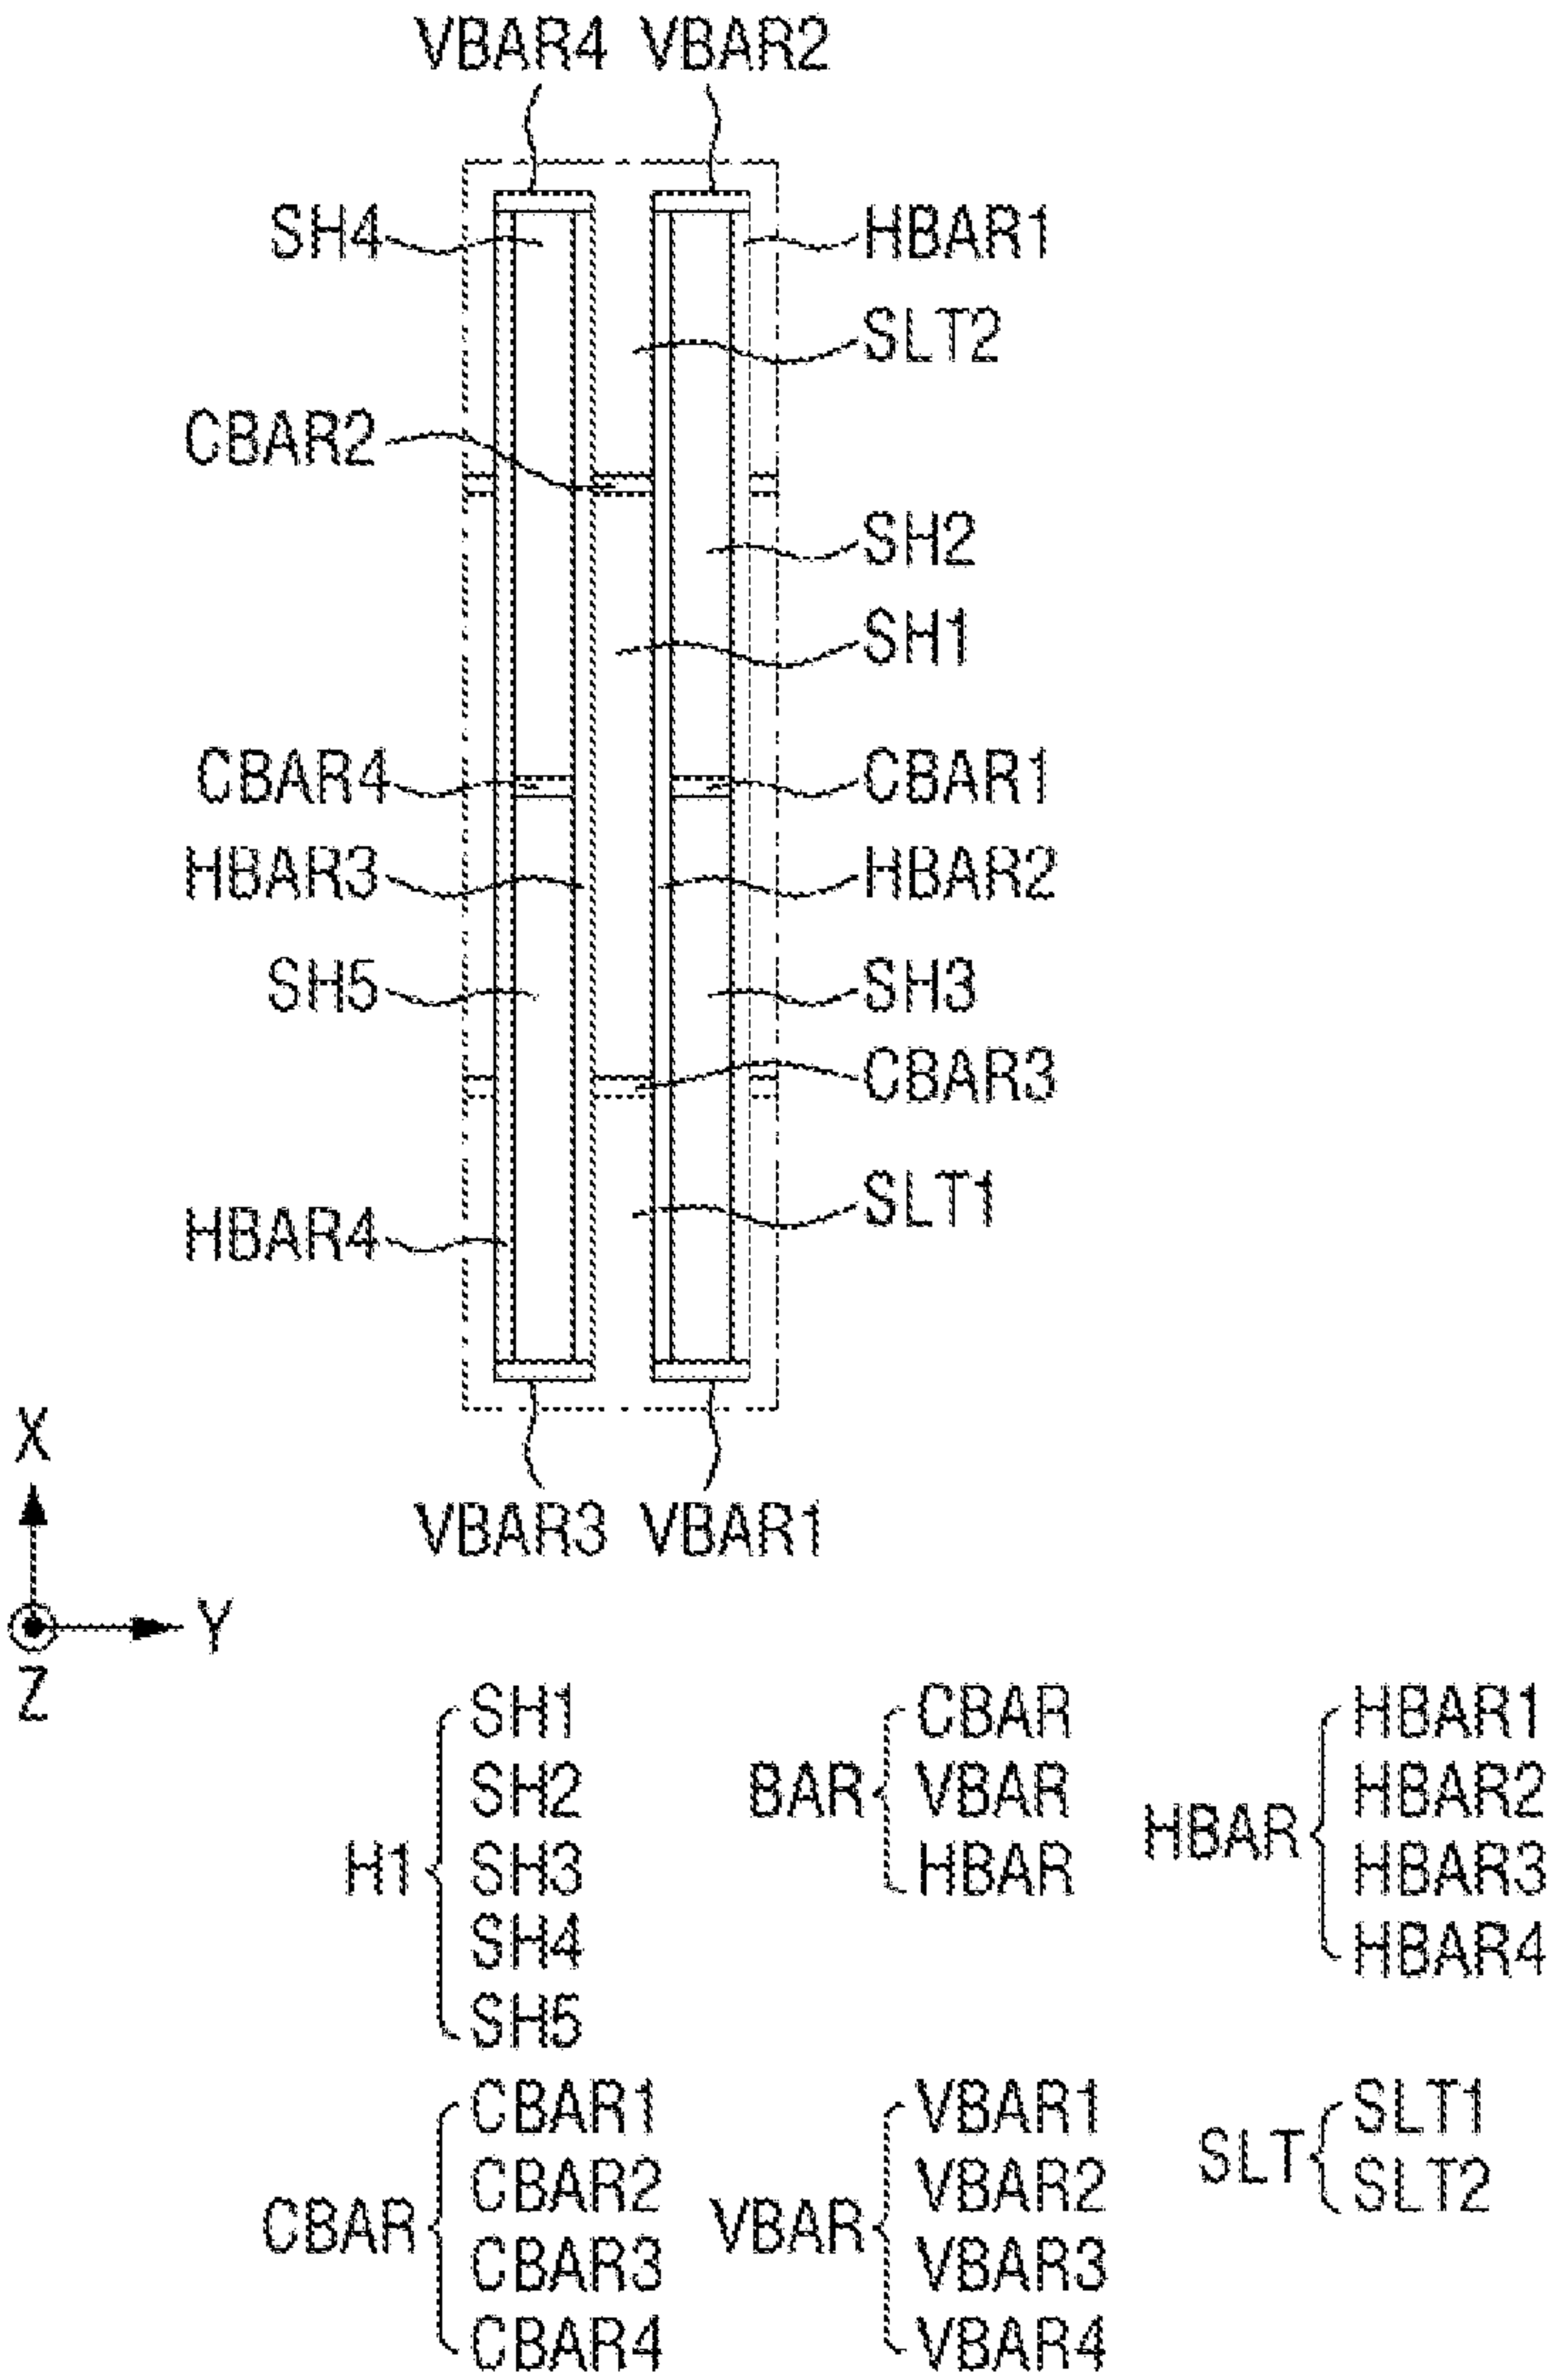 VBAR4 VBAR2
SH4 HBAR1
SLT2
CBAR2
SH2
SH1
CBAR4 CBAR1
HBAR3 HBAR2
SH5 SH3
CBAR3
SLT1
HBAR4
X
VBAR3 VBAR1
Y
Z
H1
SH1
SH2
SH3
SH4
SH5
BAR
CBAR
VBAR
HBAR
HBAR
HBAR1
HBAR2
HBAR3
HBAR4
CBAR
CBAR1
CBAR2
CBAR3
CBAR4
VBAR
VBAR1
VBAR2
VBAR3
VBAR4
SLT
SLT1
SLT2